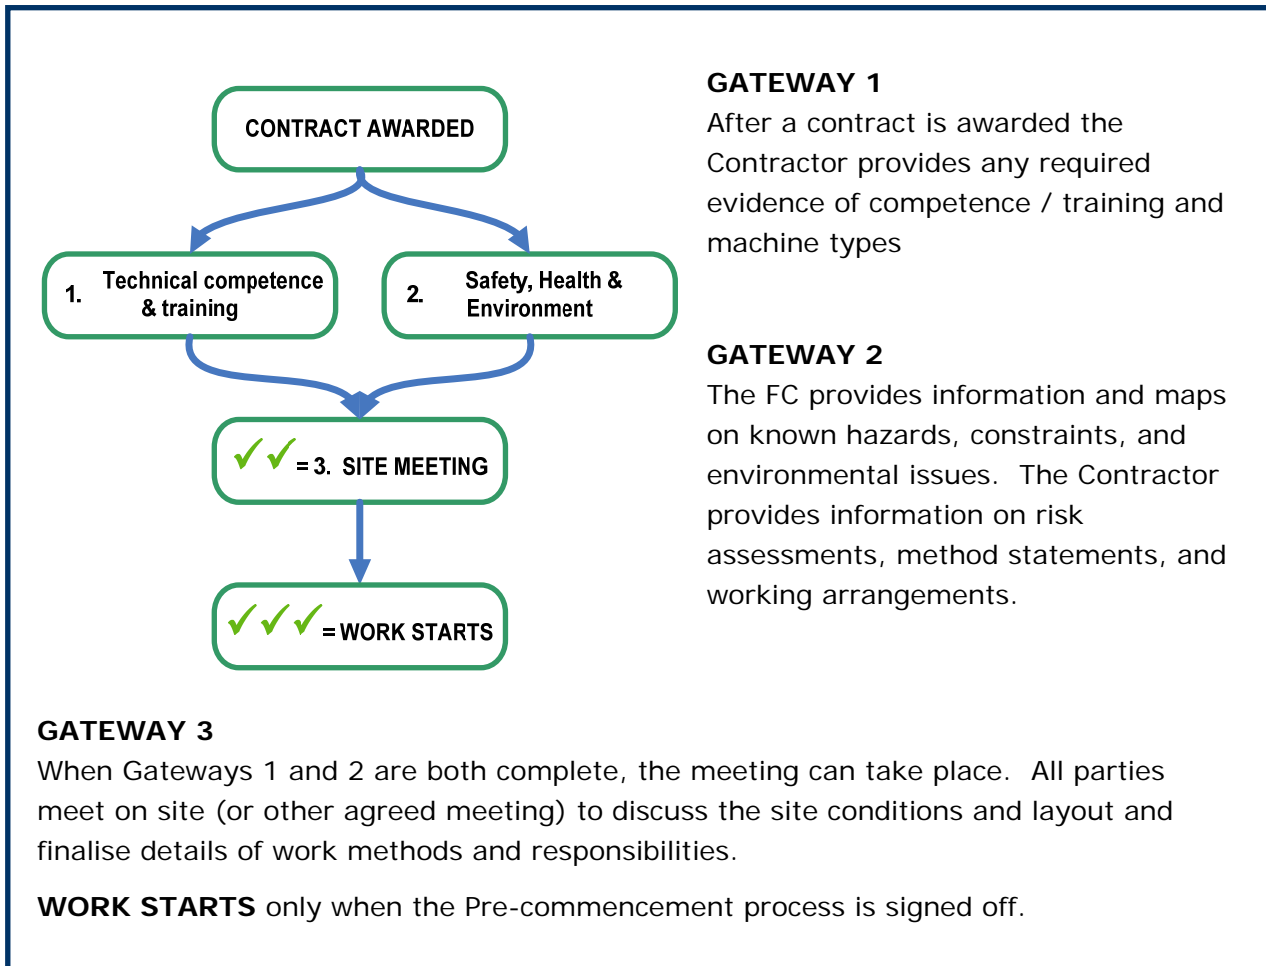 CONTRACT AWARDED
1. Technical competence
& training
2. Safety, Health &
Environment
✓✓= 3. SITE MEETING
✓✓✓= WORK STARTS
GATEWAY 1
After a contract is awarded the
Contractor provides any required
evidence of competence / training and
machine types
GATEWAY 2
The FC provides information and maps
on known hazards, constraints, and
environmental issues.  The Contractor
provides information on risk
assessments, method statements, and
working arrangements.
GATEWAY 3
When Gateways 1 and 2 are both complete, the meeting can take place.  All parties
meet on site (or other agreed meeting) to discuss the site conditions and layout and
finalise details of work methods and responsibilities.
WORK STARTS only when the Pre-commencement process is signed off.